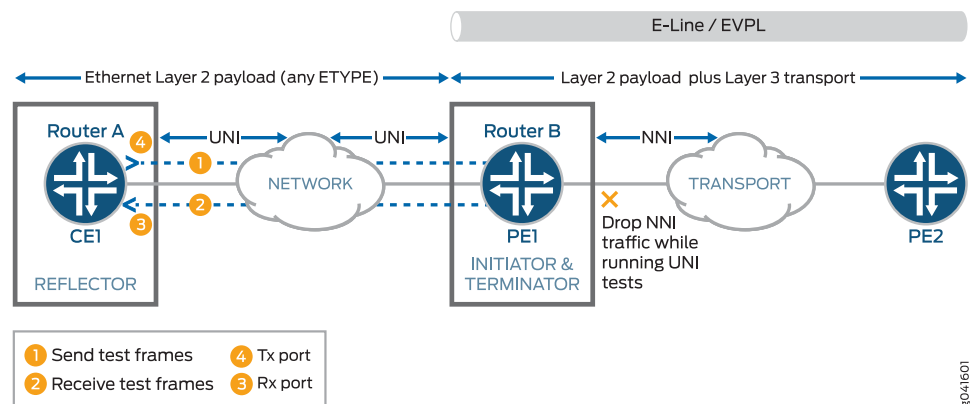 E-Line / EVPL
Ethernet Layer 2 payload (any ETYPE)
Layer 2 payload plus Layer 3 transport
Router A
4
UNI
UNI
Router B
NNI
1
NETWORK
TRANSPORT
2
3
CE1
PE1
PE2
Drop NNI
traffic while
running UNI
tests
REFLECTOR
INITIATOR &
TERMINATOR
1 Send test frames
4 Tx port
2 Receive test frames
3 Rx port
g041601